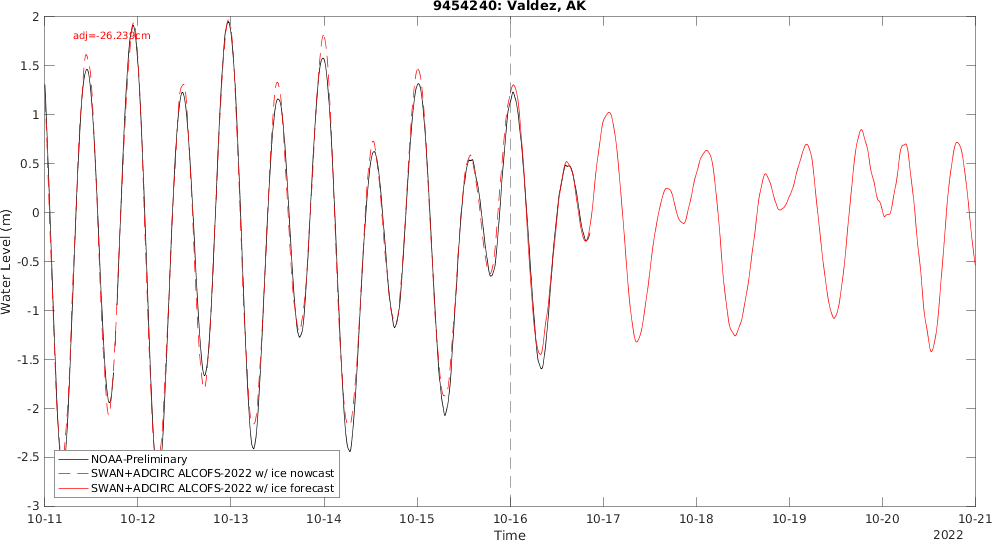 9454240: Valdez, AK
adj=-26.239cm
2
1.5
1
0.5
0
-0.5
-1
-1.5
-2
-2.5
-3
Water Level (m)
NOAA-Preliminary
SWAN+ADCIRC ALCOFS-2022 w/ ice nowcast
SWAN+ADCIRC ALCOFS-2022 w/ ice forecast
10-11 10-12 10-13 10-14 10-15 10-16 10-17 10-18 10-19 10-20 10-21
Time
2022